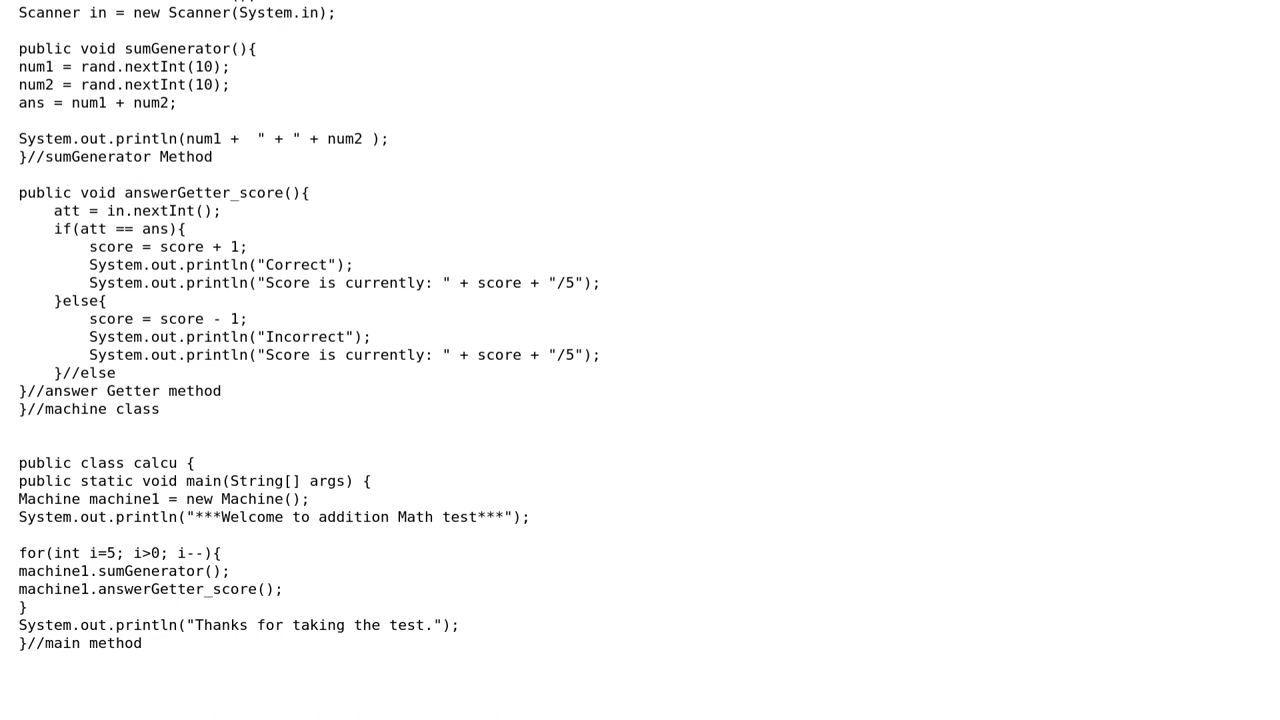 Scanner in = new Scanner(System.in);

public void sumGenerator(){
num1 = rand.nextInt(10);
num2 = rand.nextInt(10);
ans = num1 + num2;

System.out.println(num1 +  " + " + num2 );
}//sumGenerator Method

public void answerGetter_score(){
    att = in.nextInt();
    if(att == ans){
        score = score + 1;
        System.out.println("Correct");
        System.out.println("Score is currently: " + score + "/5");
    }else{
        score = score - 1;
        System.out.println("Incorrect");
        System.out.println("Score is currently: " + score + "/5");
    }//else
}//answer Getter method
}//machine class


public class calcu {
public static void main(String[] args) {
Machine machine1 = new Machine();
System.out.println("***Welcome to addition Math test***");

for(int i=5; i>0; i--){
machine1.sumGenerator();
machine1.answerGetter_score();
}
System.out.println("Thanks for taking the test.");
}//main method